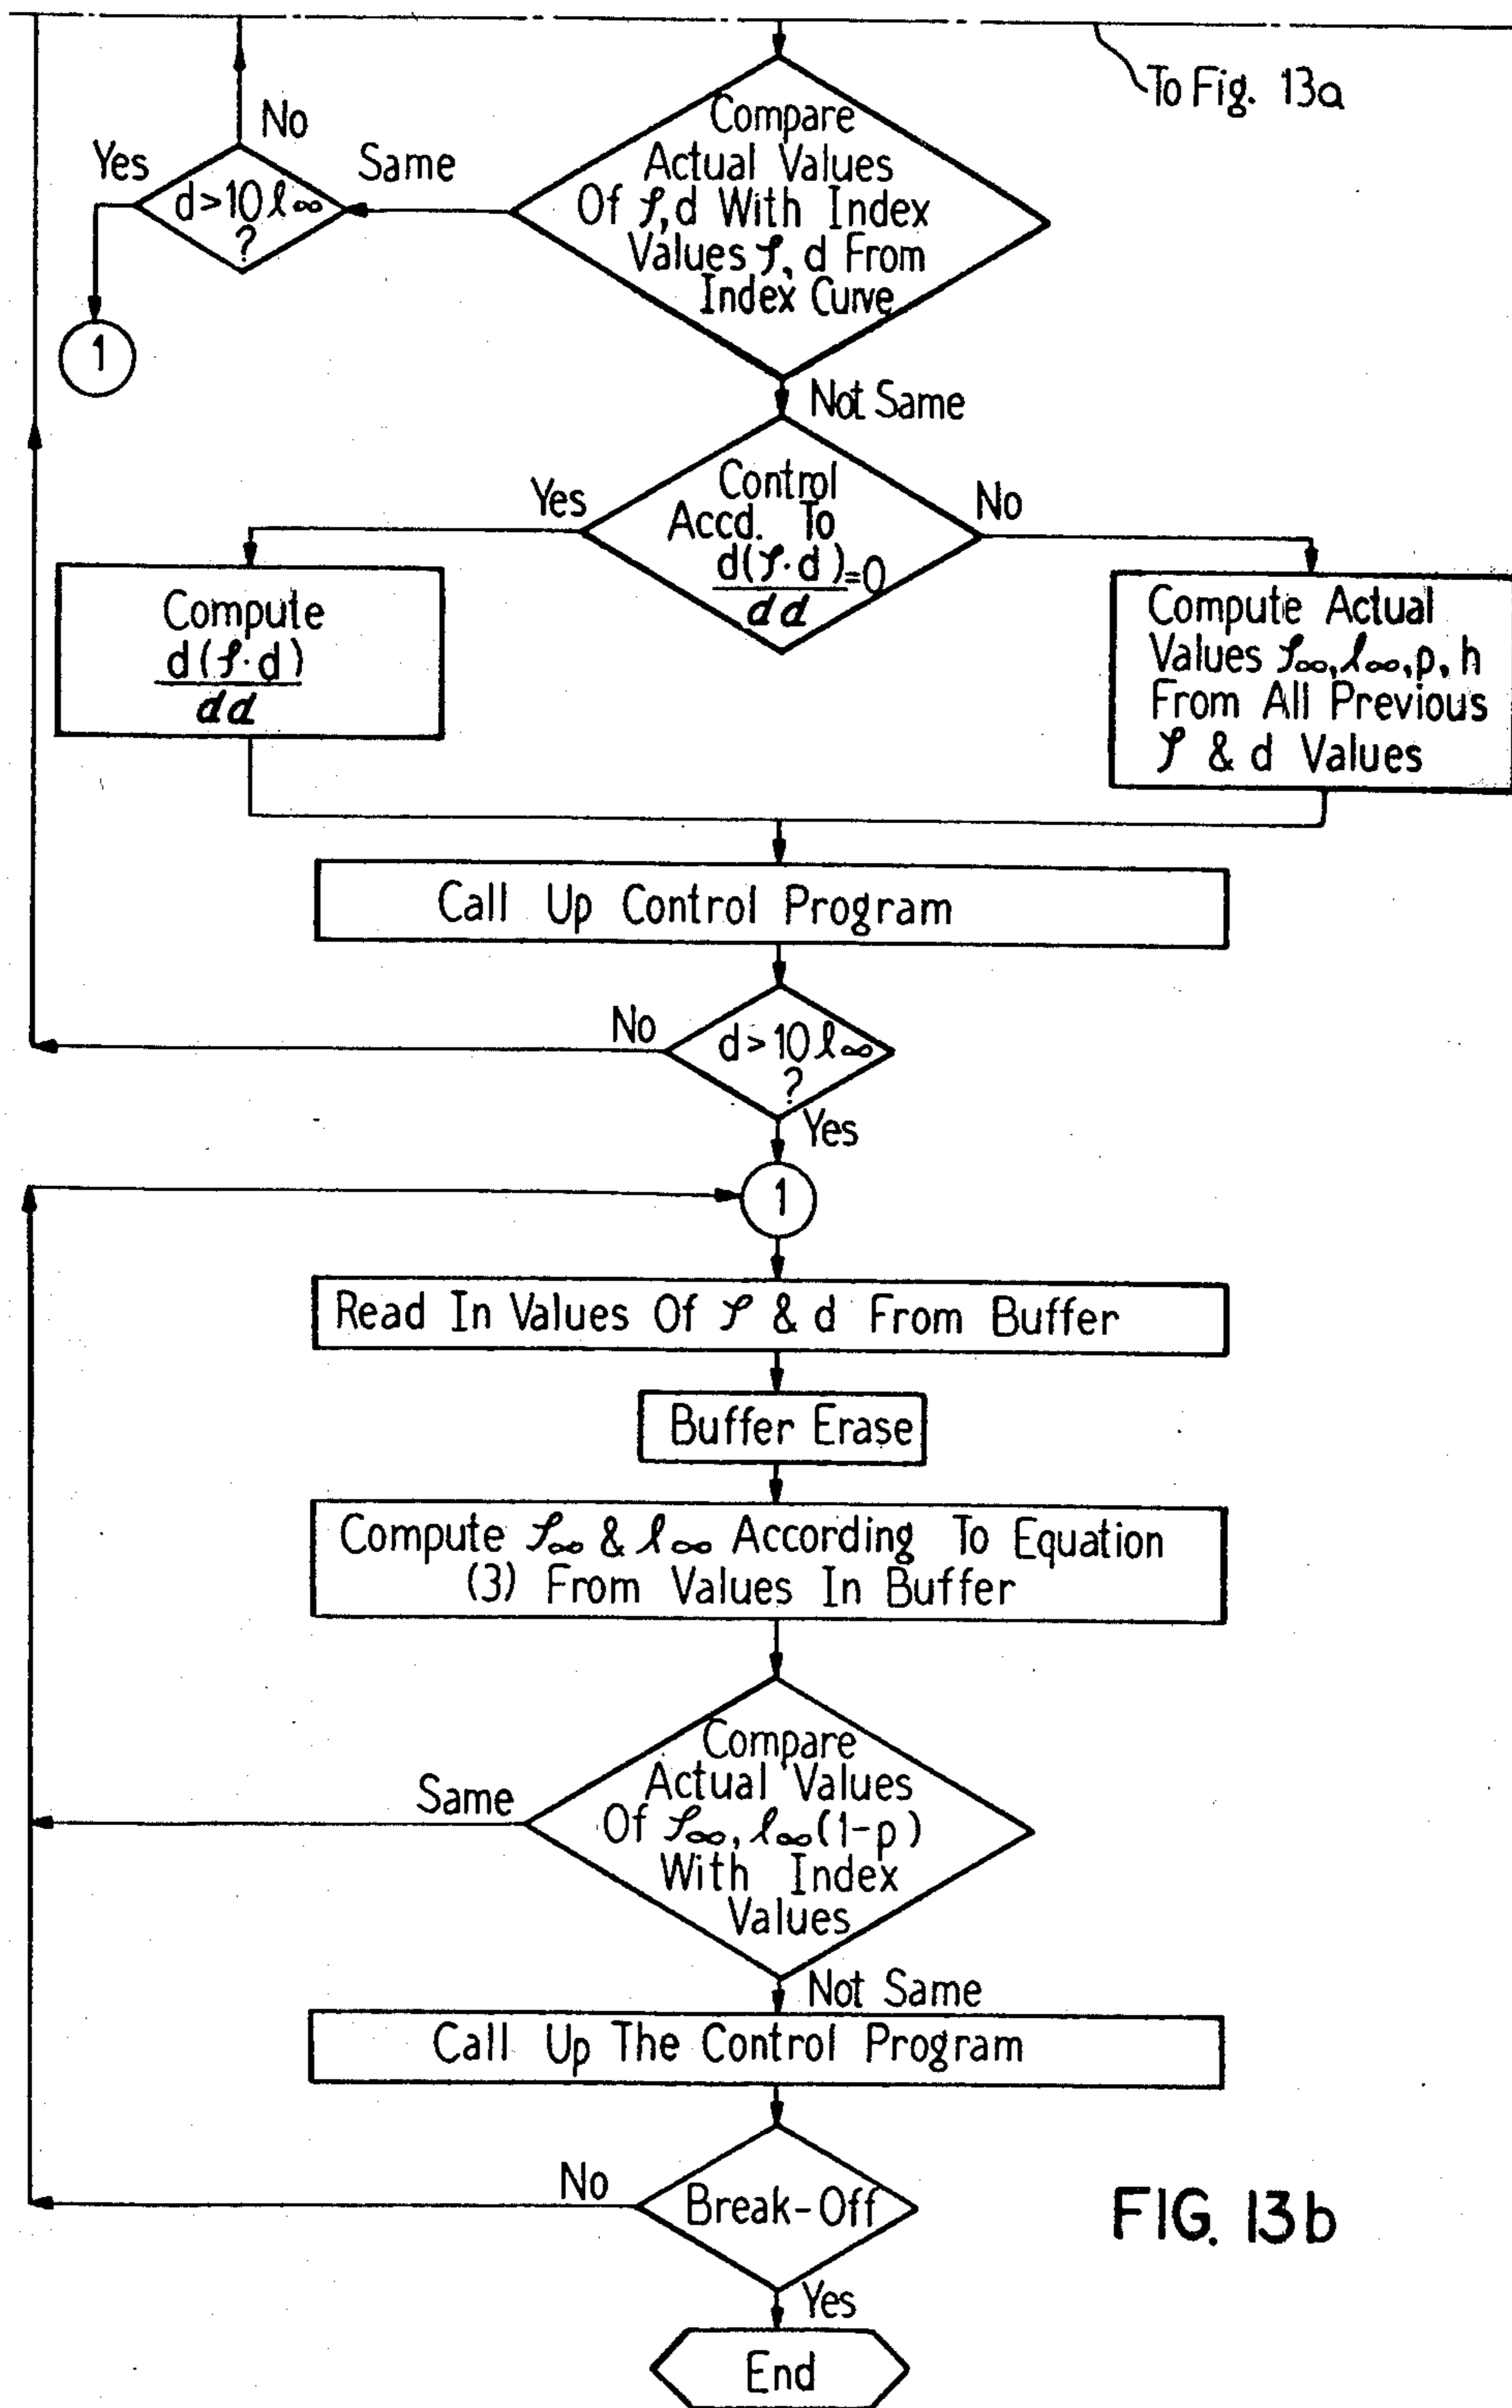 To Fig. 13a
No
Yes
Same
d>10 ℓ∞
?
1
Compare
Actual Values
Of ρ,d With Index
Values ρ, d From
Index Curve
Not Same
Control
Accd. To
d(ρ·d)=0
dd
Yes
No
Compute
d(ρ·d)
dd
Compute Actual
Values ρ∞,ℓ∞,p, h
From All Previous
ρ & d Values
Call Up Control Program
No
d>10 ℓ∞
?
Yes
1
Read In Values Of ρ & d From Buffer
Buffer Erase
Compute ρ∞ & ℓ∞ According To Equation
(3) From Values In Buffer
Compare
Actual Values
Of ρ∞, ℓ∞(1-p)
With Index
Values
Same
Not Same
Call Up The Control Program
No
Break-Off
Yes
End
FIG. 13b